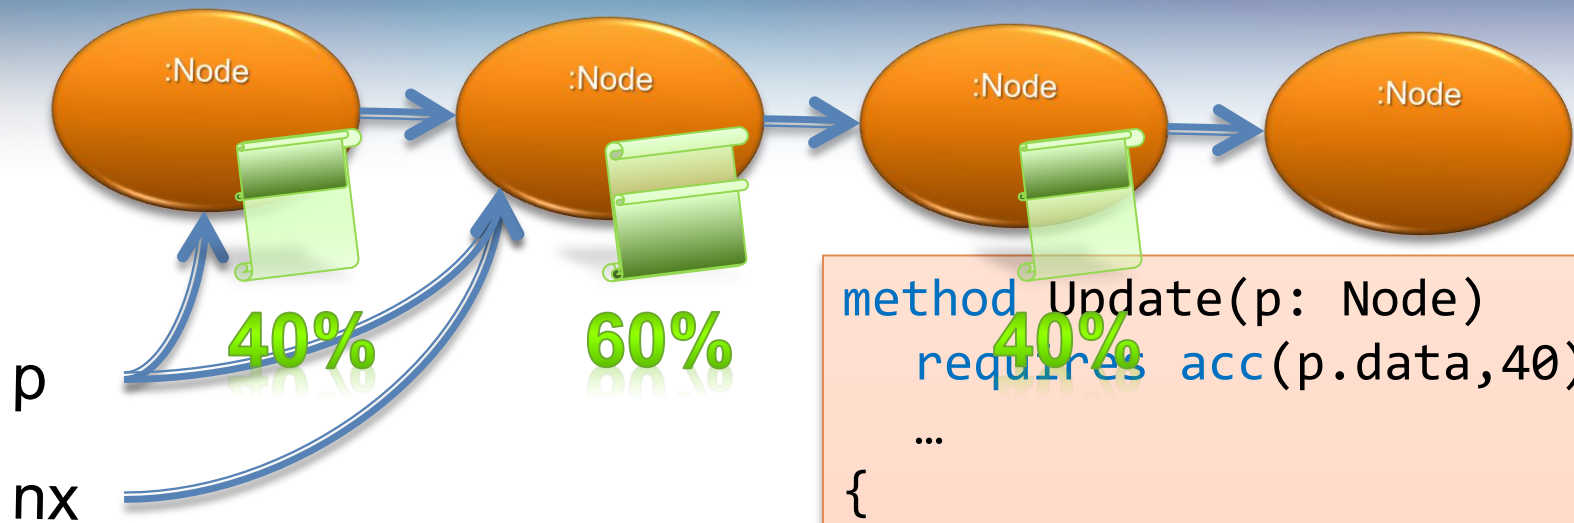 :Node
:Node
:Node
:Node
40%
60%
40%
p
nx
method Update(p: Node)
requires acc(p.data,40)
…
{